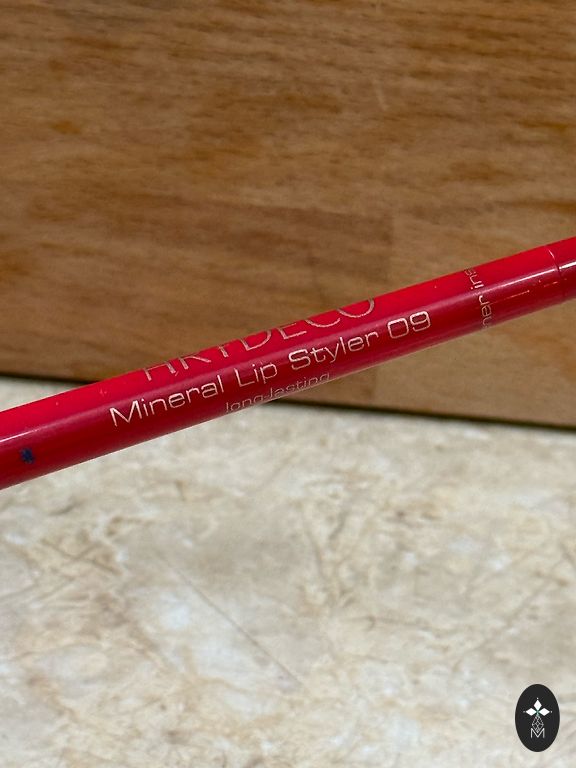 ARTDECO
Mineral Lip Styler 09
long-lasting
M